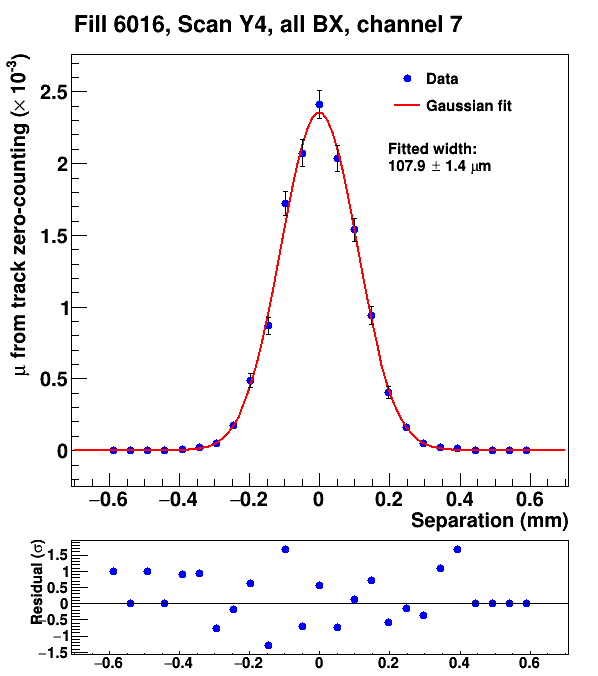 Fill 6016, Scan Y4, all BX, channel 7
μ from track zero-counting (× 10⁻³)
2.5
2
1.5
1
0.5
0
Data
Gaussian fit
Fitted width:
107.9 ± 1.4 μm
−0.6 −0.4 −0.2 0 0.2 0.4 0.6
Separation (mm)
Residual (σ)
1.5
1
0.5
0
−0.5
−1
−1.5
−0.6 −0.4 −0.2 0 0.2 0.4 0.6